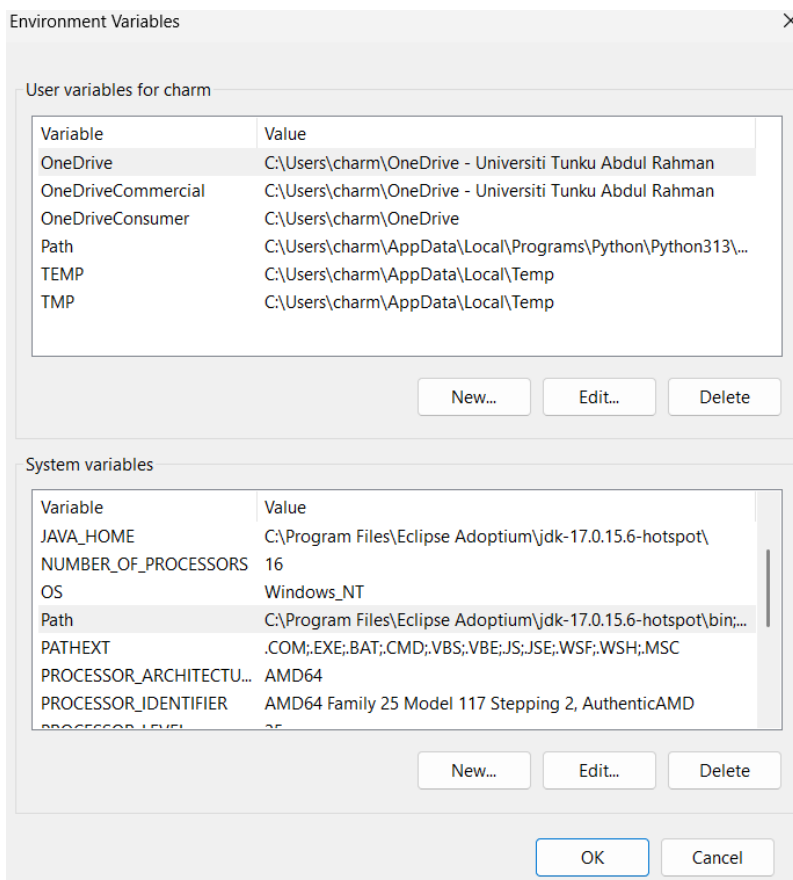 Environment Variables
User variables for charm
Variable Value
OneDrive C:\Users\charm\OneDrive - Universiti Tunku Abdul Rahman
OneDriveCommercial C:\Users\charm\OneDrive - Universiti Tunku Abdul Rahman
OneDriveConsumer C:\Users\charm\OneDrive
Path C:\Users\charm\AppData\Local\Programs\Python\Python313\...
TEMP C:\Users\charm\AppData\Local\Temp
TMP C:\Users\charm\AppData\Local\Temp
New... Edit... Delete
System variables
Variable Value
JAVA_HOME C:\Program Files\Eclipse Adoptium\jdk-17.0.15.6-hotspot\
NUMBER_OF_PROCESSORS 16
OS Windows_NT
Path C:\Program Files\Eclipse Adoptium\jdk-17.0.15.6-hotspot\bin;...
PATHEXT .COM;.EXE;.BAT;.CMD;.VBS;.VBE;.JS;.JSE;.WSF;.WSH;.MSC
PROCESSOR_ARCHITECTU... AMD64
PROCESSOR_IDENTIFIER AMD64 Family 25 Model 117 Stepping 2, AuthenticAMD
New... Edit... Delete
OK Cancel